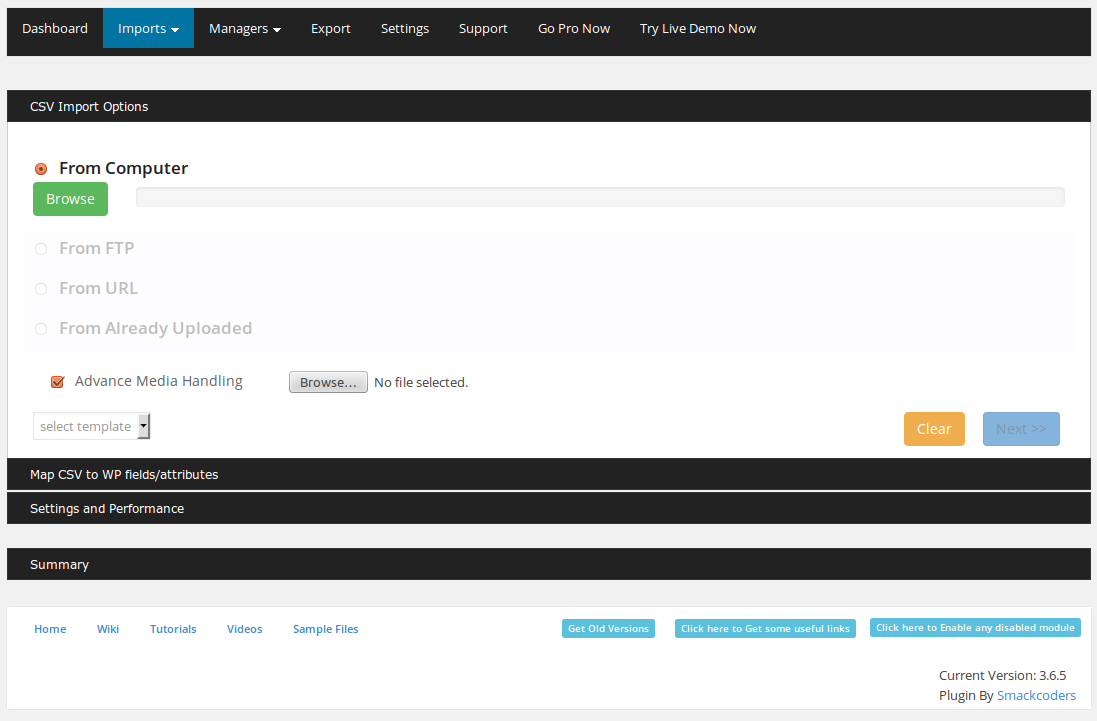 Dashboard Imports Managers Export Settings Support Go Pro Now Try Live Demo Now
CSV Import Options
From Computer
Browse
From FTP
From URL
From Already Uploaded
Advance Media Handling Browse... No file selected.
select template Clear Next >>
Map CSV to WP fields/attributes
Settings and Performance
Summary
Home Wiki Tutorials Videos Sample Files Get Old Versions Click here to Get some useful links Click here to Enable any disabled module
Current Version: 3.6.5
Plugin By Smackcoders